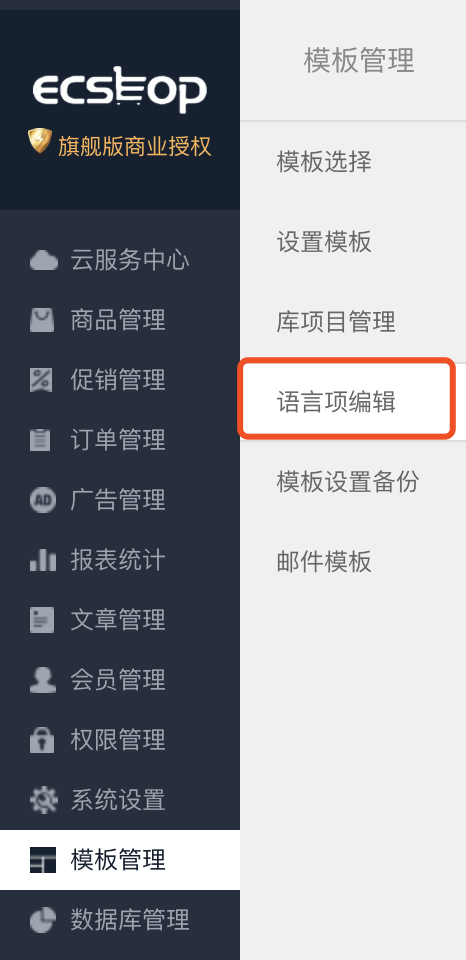 ecshop
旗舰版商业授权
云服务中心
商品管理
促销管理
订单管理
AD
广告管理
报表统计
文章管理
会员管理
权限管理
系统设置
模板管理
数据库管理
模板管理
模板选择
设置模板
库项目管理
语言项编辑
模板设置备份
邮件模板